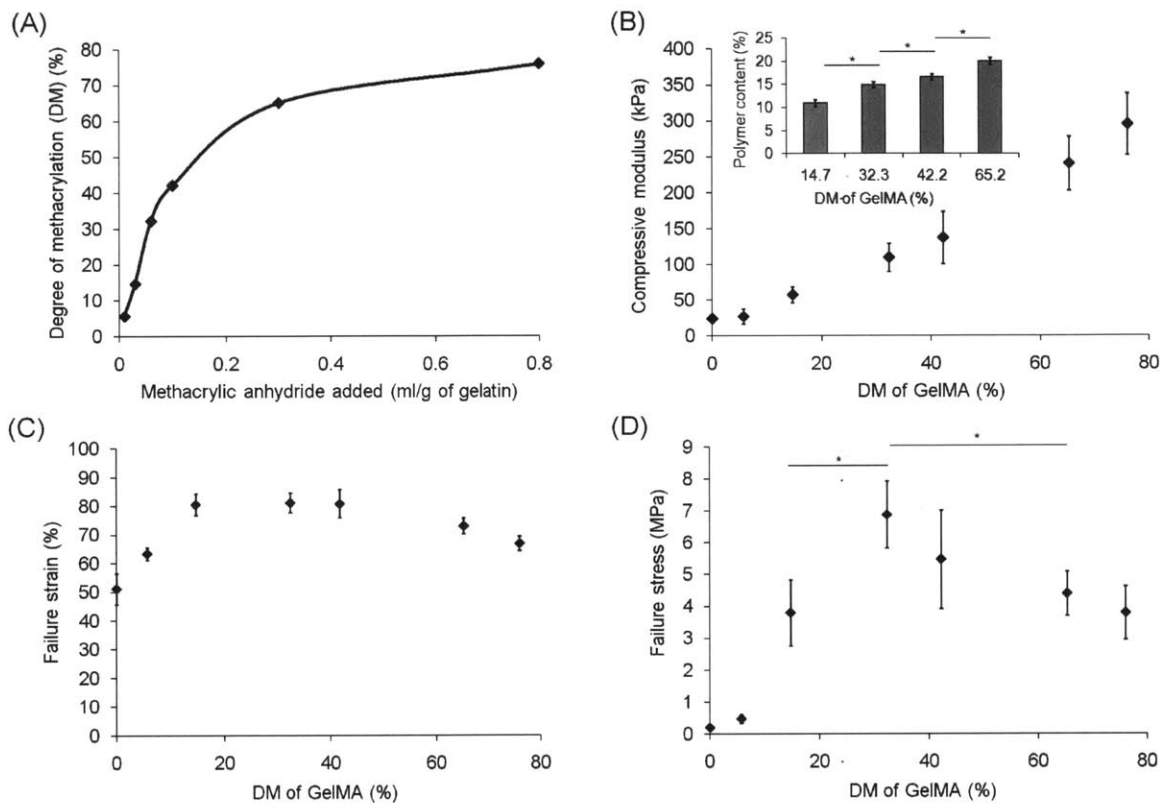 (A)
Degree of methacrylation (DM) (%)
80
70
60
50
40
30
20
10
0
0 0.2 0.4 0.6 0.8
Methacrylic anhydride added (ml/g of gelatin)
(B)
Compressive modulus (kPa)
400
350
300
250
200
150
100
50
0
0 20 40 60 80
DM of GelMA (%)
Polymer content (%)
25
20
15
10
5
0
* * *
14.7 32.3 42.2 65.2
DM of GelMA (%)
(C)
Failure strain (%)
100
90
80
70
60
50
40
30
20
10
0
0 20 40 60 80
DM of GelMA (%)
(D)
Failure stress (MPa)
9
8
7
6
5
4
3
2
1
0
* *
0 20 40 60 80
DM of GelMA (%)